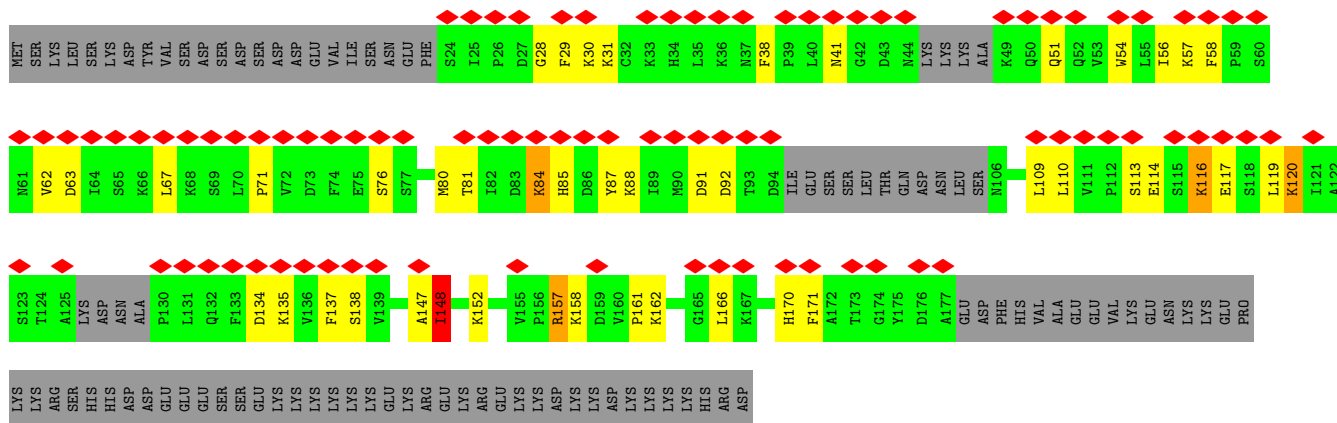 MET SER LYS LEU SER LYS ASP TYR VAL SER ASP SER ASP SER ASP ASP GLU VAL ILE SER ASN GLU PHE S24 I25 P26 D27 G28 F29 K30 K31 C32 K33 H34 L35 K36 N37 F38 P39 L40 N41 G42 D43 N44 LYS LYS LYS ALA K49 Q50 Q51 Q52 V53 W54 L55 I56 K57 F58 P59 S60
N61 V62 D63 I64 S65 K66 L67 K68 S69 L70 P71 V72 D73 F74 E75 S76 S77 M80 T81 I82 D83 K84 H85 D86 Y87 K88 I89 M90 D91 D92 T93 D94 ILE GLU SER SER LEU THR GLN ASP ASN LEU SER N106 L109 L110 V111 P112 S113 E114 S115 K116 E117 S118 L119 K120 T121 A122
S123 T124 A125 LYS ASP ASN ALA P130 L131 Q132 F133 D134 K135 V136 F137 S138 V139 A147 I148 K152 V155 P156 R157 K158 D159 V160 P161 K162 G165 L166 K167 H170 F171 A172 T173 G174 Y175 D176 A177 GLU ASP PHE HIS VAL ALA GLU GLU VAL LYS GLU ASN LYS LYS GLU PRO
LYS LYS ARG SER HIS HIS ASP ASP GLU GLU GLU SER SER GLU LYS LYS LYS LYS LYS LYS GLU LYS ARG GLU LYS ARG GLU LYS LYS ASP LYS LYS ASP LYS LYS LYS LYS HIS ARG ASP